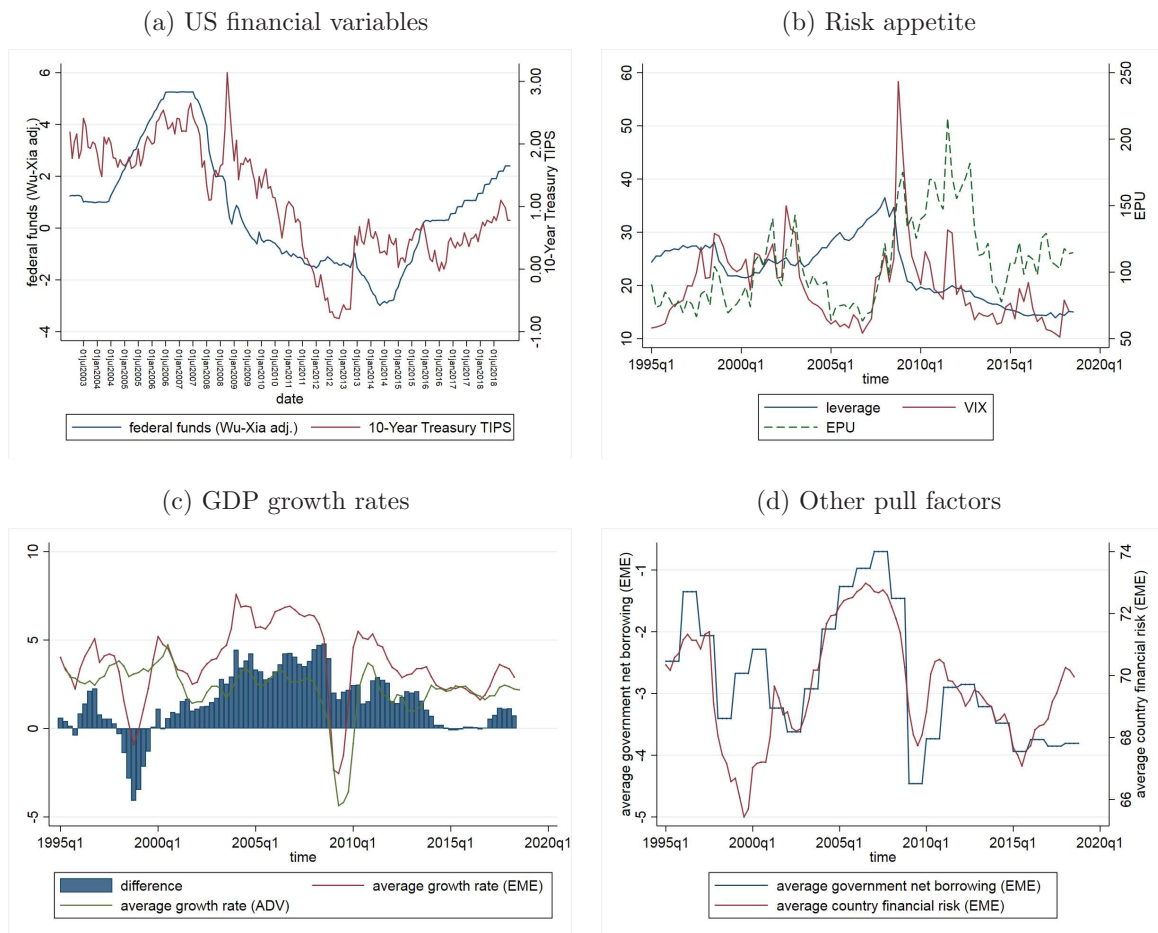 (a) US financial variables
federal funds (Wu-Xia adj.)
-4 -2 0 2 4 6
-1.00 0.00 1.00 2.00 3.00
10-Year Treasury TIPS
01jul2003 01jan2004 01jul2004 01jan2005 01jul2005 01jan2006 01jul2006 01jan2007 01jul2007 01jan2008 01jul2008 01jan2009 01jul2009 01jan2010 01jul2010 01jan2011 01jul2011 01jan2012 01jul2012 01jan2013 01jul2013 01jan2014 01jul2014 01jan2015 01jul2015 01jan2016 01jul2016 01jan2017 01jul2017 01jan2018 01jul2018
date
federal funds (Wu-Xia adj.) 10-Year Treasury TIPS
(b) Risk appetite
10 20 30 40 50 60
50 100 150 200 250
EPU
1995q1 2000q1 2005q1 2010q1 2015q1 2020q1
time
leverage VIX
EPU
(c) GDP growth rates
-5 0 5 10
1995q1 2000q1 2005q1 2010q1 2015q1 2020q1
time
difference average growth rate (EME)
average growth rate (ADV)
(d) Other pull factors
average government net borrowing (EME)
-5 -4 -3 -2 -1
66 68 70 72 74
average country financial risk (EME)
1995q1 2000q1 2005q1 2010q1 2015q1 2020q1
time
average government net borrowing (EME)
average country financial risk (EME)